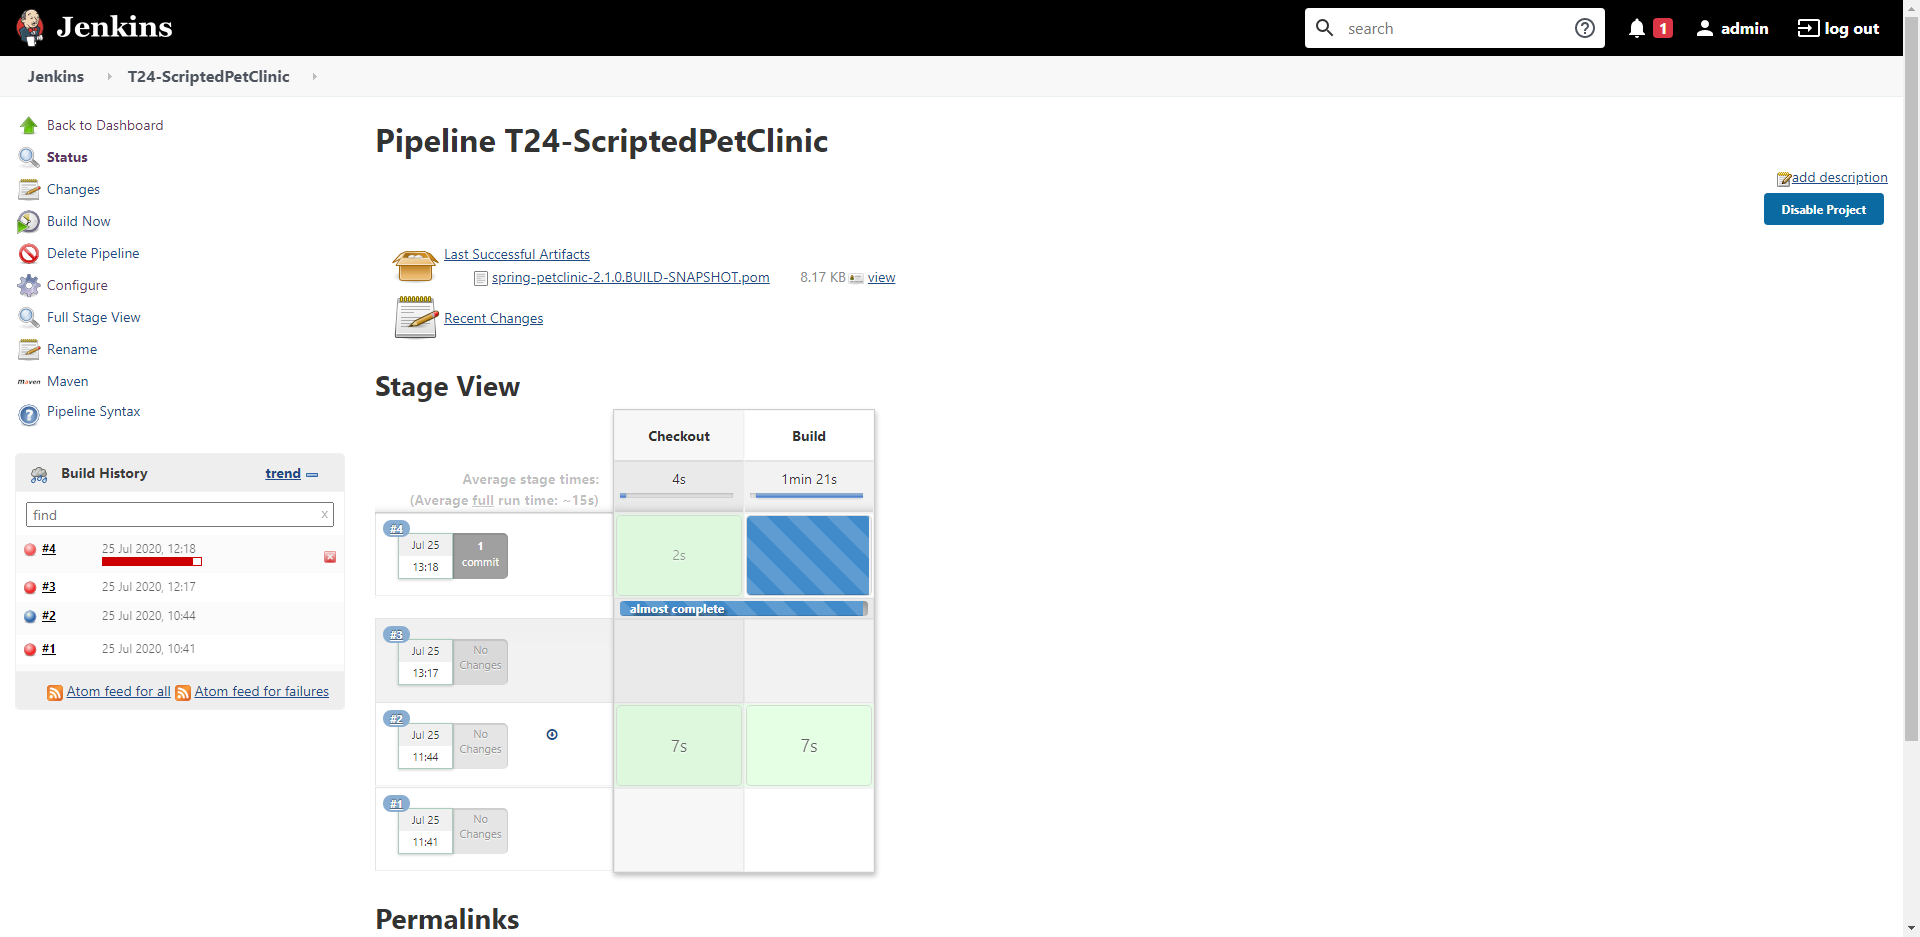 Jenkins
search
1
admin
log out
Jenkins
T24-ScriptedPetClinic
Back to Dashboard
Status
Changes
Build Now
Delete Pipeline
Configure
Full Stage View
Rename
maven Maven
Pipeline Syntax
Build History
trend
find
x
#4
25 Jul 2020, 12:18
#3
25 Jul 2020, 12:17
#2
25 Jul 2020, 10:44
#1
25 Jul 2020, 10:41
Atom feed for all
Atom feed for failures
Pipeline T24-ScriptedPetClinic
add description
Disable Project
Last Successful Artifacts
spring-petclinic-2.1.0.BUILD-SNAPSHOT.pom
8.17 KB
view
Recent Changes
Stage View
Checkout
Build
Average stage times:
(Average full run time: ~15s)
4s
1min 21s
#4
Jul 25
13:18
1
commit
2s
almost complete
#3
Jul 25
13:17
No
Changes
#2
Jul 25
11:44
No
Changes
7s
7s
#1
Jul 25
11:41
No
Changes
Permalinks